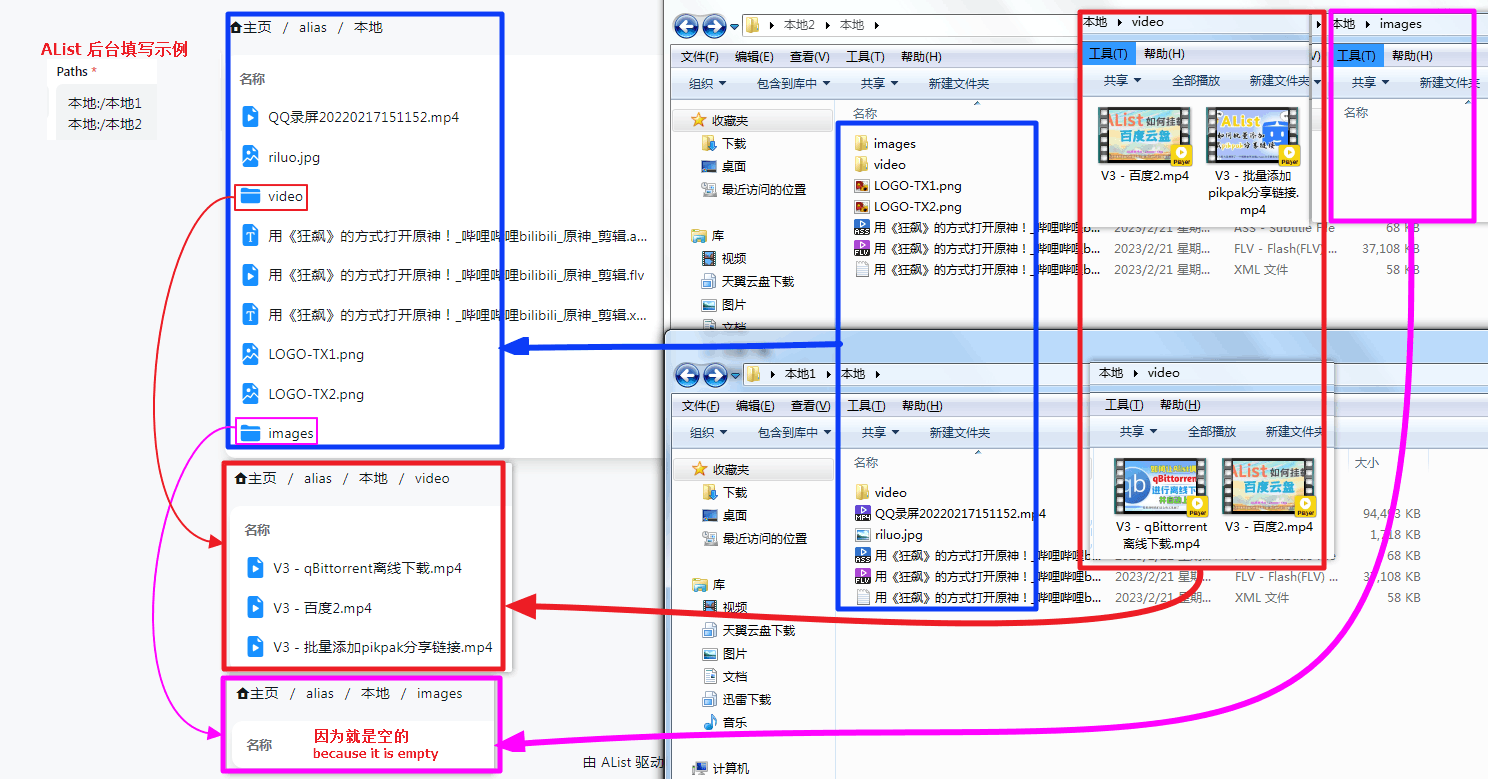 AList 后台填写示例
Paths *
本地:/本地1
本地:/本地2
主页 / alias / 本地
名称
QQ录屏20220217151152.mp4
riluo.jpg
video
用《狂飙》的方式打开原神！_哔哩哔哩bilibili_原神_剪辑.a...
用《狂飙》的方式打开原神！_哔哩哔哩bilibili_原神_剪辑.flv
用《狂飙》的方式打开原神！_哔哩哔哩bilibili_原神_剪辑.x...
LOGO-TX1.png
LOGO-TX2.png
images
主页 / alias / 本地 / video
名称
V3 - qBittorrent离线下载.mp4
V3 - 百度2.mp4
V3 - 批量添加pikpak分享链接.mp4
主页 / alias / 本地 / images
名称
因为就是空的
because it is empty
由 AList 驱动
本地2 本地
文件(F) 编辑(E) 查看(V) 工具(T) 帮助(H)
组织 包含到库中 共享 新建文件夹
收藏夹
下载
桌面
最近访问的位置
库
视频
天翼云盘下载
图片
文档
名称
images
video
LOGO-TX1.png
LOGO-TX2.png
用《狂飙》的方式打开原神！_哔哩哔哩b... 2023/2/21 星期... ASS - Subtitle File 68 KB
用《狂飙》的方式打开原神！_哔哩哔哩b... 2023/2/21 星期... FLV - Flash(FLV) ... 37,108 KB
用《狂飙》的方式打开原神！_哔哩哔哩b... 2023/2/21 星期... XML 文件 58 KB
本地 video
工具(T) 帮助(H)
共享 全部播放 新建文件夹
AList 如何挂载
百度云盘
V3 - 百度2.mp4
AList
V3 - 批量添加
pikpak分享链接.
mp4
本地 images
工具(T) 帮助(H)
共享 新建文件夹
名称
本地1 本地
文件(F) 编辑(E) 查看(V) 工具(T) 帮助(H)
组织 包含到库中 共享 新建文件夹
收藏夹
下载
桌面
最近访问的位置
库
视频
天翼云盘下载
图片
文档
迅雷下载
音乐
计算机
名称
大小
video
QQ录屏20220217151152.mp4 94,493 KB
riluo.jpg 1,718 KB
用《狂飙》的方式打开原神！_哔哩哔哩b... 68 KB
用《狂飙》的方式打开原神！_哔哩哔哩b... 2023/2/21 星期... FLV - Flash(FLV) ... 37,108 KB
用《狂飙》的方式打开原神！_哔哩哔哩b... 2023/2/21 星期... XML 文件 58 KB
本地 video
工具(T) 帮助(H)
共享 全部播放 新建文件夹
qBittorrent
V3 - qBittorrent
离线下载.mp4
AList 如何挂载
百度云盘
V3 - 百度2.mp4